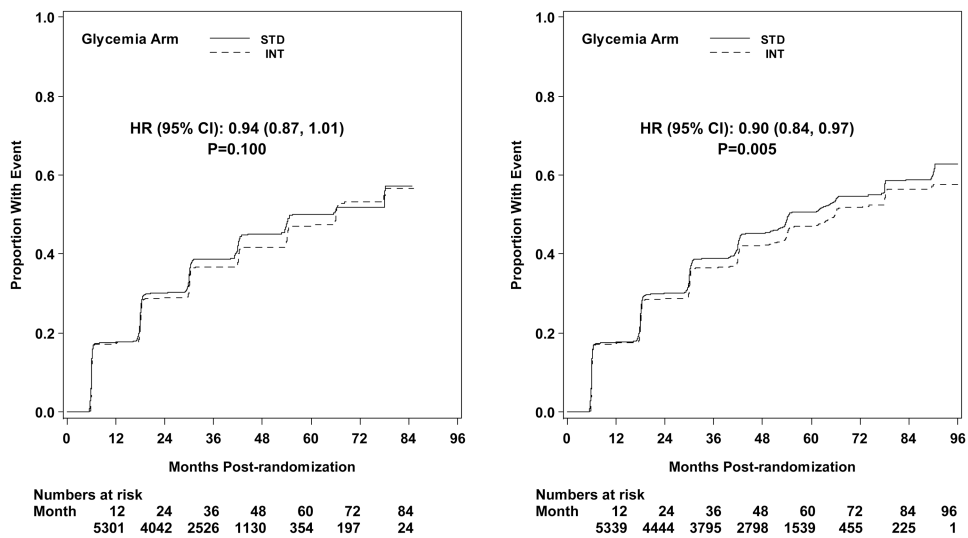 Glycemia Arm STD
INT
HR (95% CI): 0.94 (0.87, 1.01)
P=0.100
Proportion With Event
1.0
0.8
0.6
0.4
0.2
0.0
0 12 24 36 48 60 72 84 96
Months Post-randomization
Numbers at risk
Month 12 24 36 48 60 72 84
5301 4042 2526 1130 354 197 24
Glycemia Arm STD
INT
HR (95% CI): 0.90 (0.84, 0.97)
P=0.005
Proportion With Event
1.0
0.8
0.6
0.4
0.2
0.0
0 12 24 36 48 60 72 84 96
Months Post-randomization
Numbers at risk
Month 12 24 36 48 60 72 84 96
5339 4444 3795 2798 1539 455 225 1